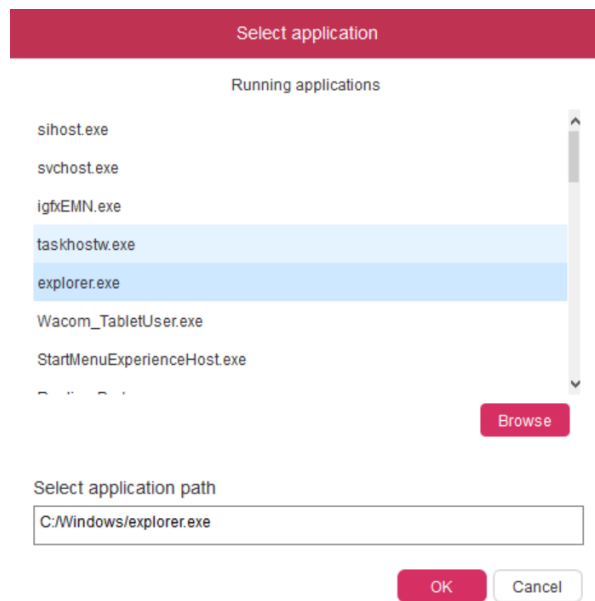 Select application
Running applications
sihost.exe
svchost.exe
igfxEMN.exe
taskhostw.exe
explorer.exe
Wacom_TabletUser.exe
StartMenuExperienceHost.exe
Browse
Select application path
C:/Windows/explorer.exe
OK
Cancel